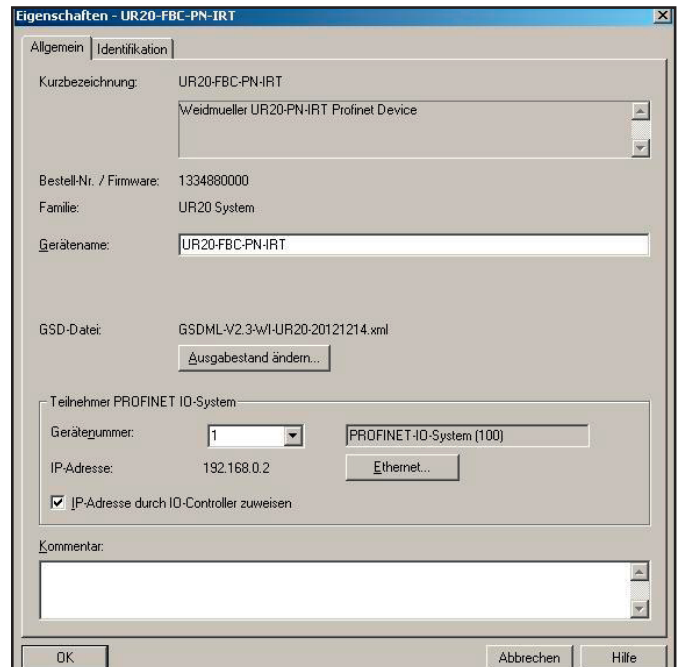 Eigenschaften - UR20-FBC-PN-IRT
Allgemein Identifikation
Kurzbezeichnung: UR20-FBC-PN-IRT
Weidmueller UR20-PN-IRT Profinet Device
Bestell-Nr. / Firmware: 1334880000
Familie: UR20 System
Gerätename: UR20-FBC-PN-IRT
GSD-Datei: GSDML-V2.3-WI-UR20-20121214.xml
Ausgabestand ändern...
Teilnehmer PROFINET IO-System
Gerätenummer: 1 PROFINET-IO-System (100)
IP-Adresse: 192.168.0.2 Ethernet...
IP-Adresse durch IO-Controller zuweisen
Kommentar:
OK Abbrechen Hilfe